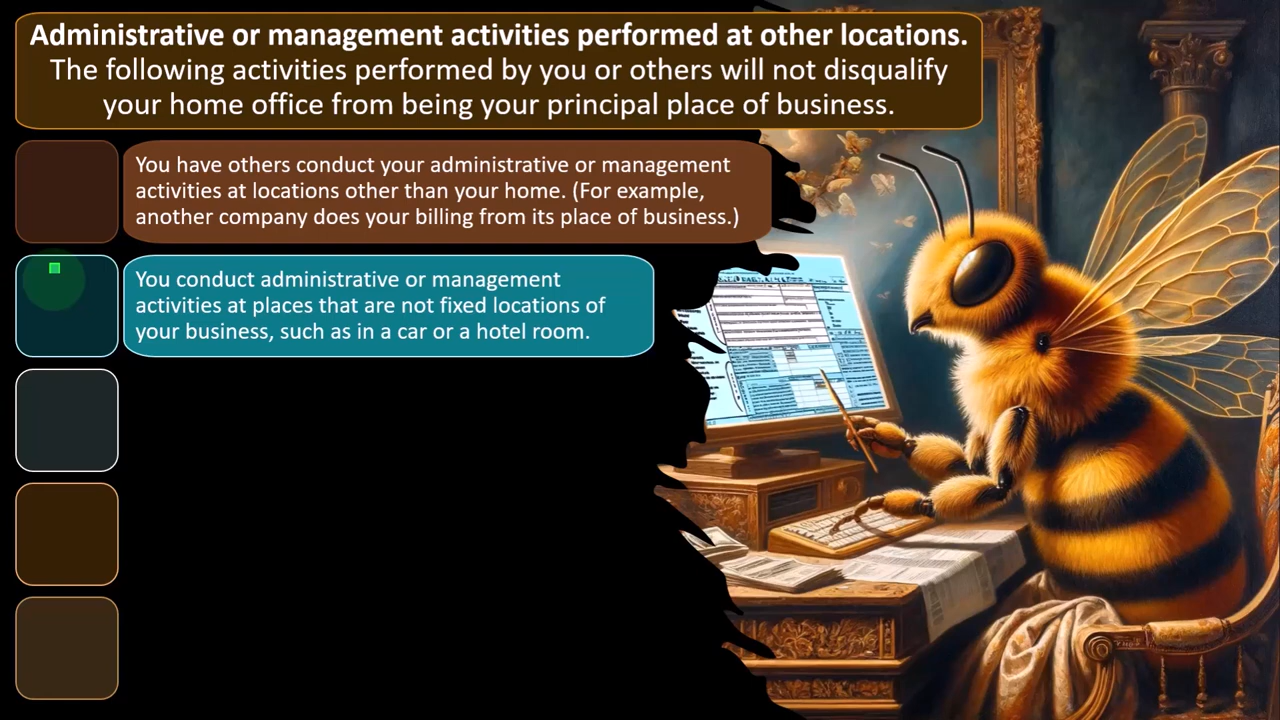 Administrative or management activities performed at other locations.
The following activities performed by you or others will not disqualify
your home office from being your principal place of business.
You have others conduct your administrative or management
activities at locations other than your home. (For example,
another company does your billing from its place of business.)
You conduct administrative or management
activities at places that are not fixed locations of
your business, such as in a car or a hotel room.